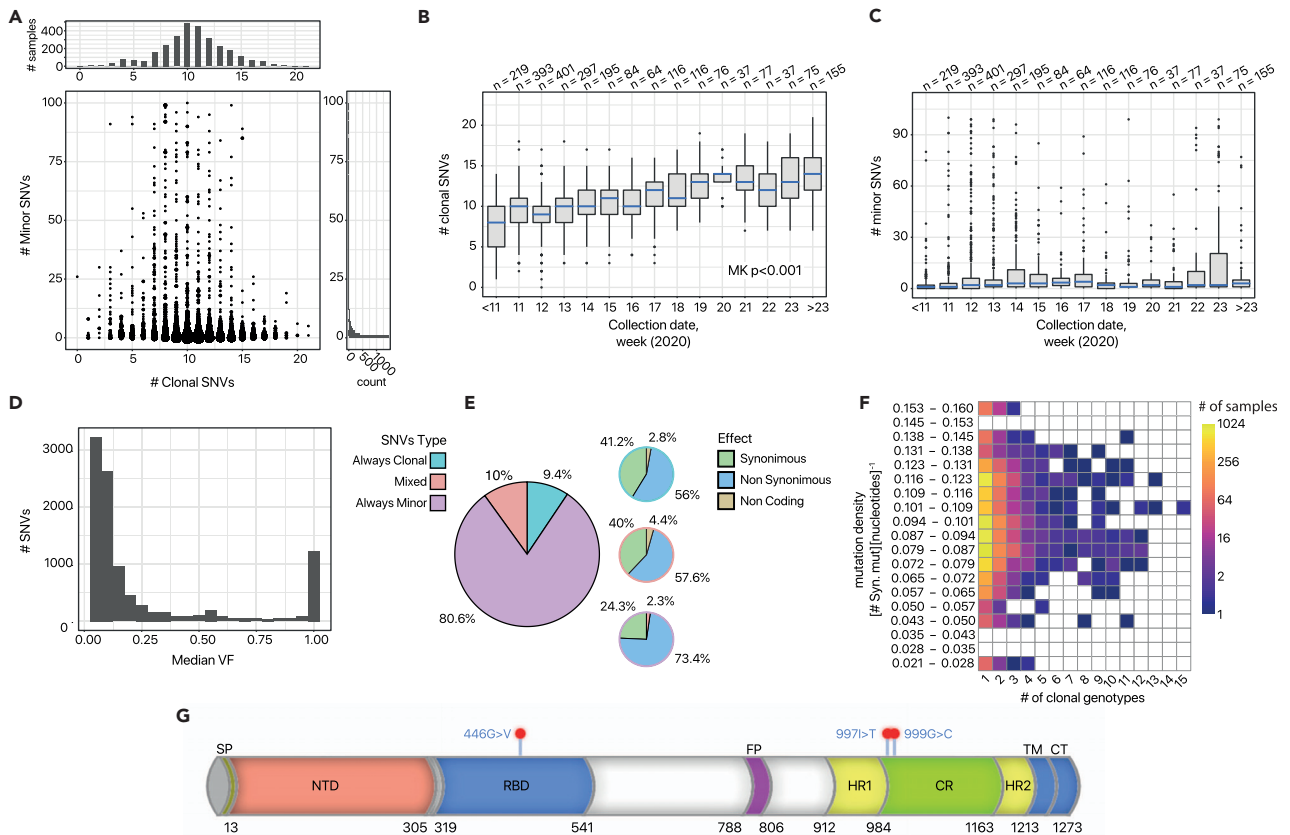 A
# samples
400
200
0
0 5 10 15 20
# Minor SNVs
100
75
50
25
0
0 5 10 15 20
# Clonal SNVs
100
75
50
25
0
0 500 1000
count
B
n = 219 n = 393 n = 401 n = 297 n = 195 n = 84 n = 64 n = 116 n = 116 n = 76 n = 37 n = 77 n = 37 n = 75 n = 155
# clonal SNVs
20
15
10
5
0
MK p<0.001
<11 11 12 13 14 15 16 17 18 19 20 21 22 23 >23
Collection date,
week (2020)
C
n = 219 n = 393 n = 401 n = 297 n = 195 n = 84 n = 64 n = 116 n = 116 n = 76 n = 37 n = 77 n = 37 n = 75 n = 155
# minor SNVs
90
60
30
0
<11 11 12 13 14 15 16 17 18 19 20 21 22 23 >23
Collection date,
week (2020)
D
# SNVs
3000
2000
1000
0
0.00 0.25 0.50 0.75 1.00
Median VF
E
SNVs Type
Always Clonal
Mixed
Always Minor
10% 9.4%
80.6%
41.2% 2.8%
56%
40% 4.4%
57.6%
24.3% 2.3%
73.4%
Effect
Synonimous
Non Synonimous
Non Coding
F
mutation density
[# Syn. mut][nucleotides]⁻¹
0.153 – 0.160
0.145 – 0.153
0.138 – 0.145
0.131 – 0.138
0.123 – 0.131
0.116 – 0.123
0.109 – 0.116
0.101 – 0.109
0.094 – 0.101
0.087 – 0.094
0.079 – 0.087
0.072 – 0.079
0.065 – 0.072
0.057 – 0.065
0.050 – 0.057
0.043 – 0.050
0.035 – 0.043
0.028 – 0.035
0.021 – 0.028
1 2 3 4 5 6 7 8 9 10 11 12 13 14 15
# of clonal genotypes
# of samples
1024
256
64
16
2
1
G
446G>V 997I>T 999G>C
SP FP TM CT
NTD RBD HR1 CR HR2
13 305 319 541 788 806 912 984 1163 1213 1273